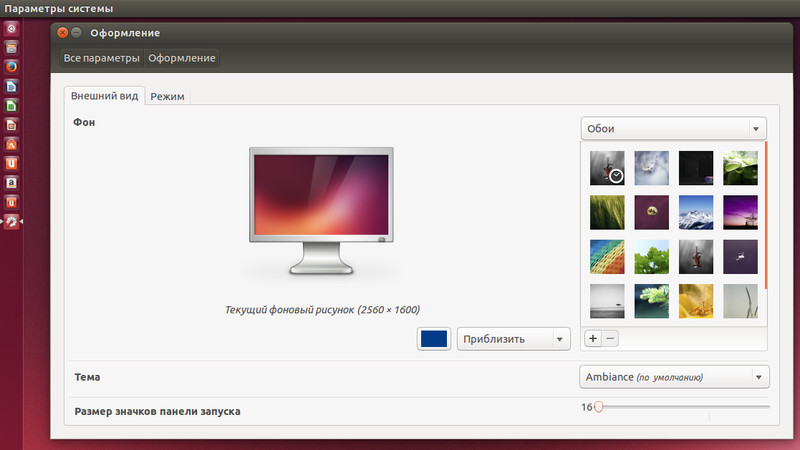 Параметры системы
Оформление
Все параметры Оформление
Внешний вид Режим
Фон
Обои
Текущий фоновый рисунок (2560 × 1600)
Приблизить
+ −
Тема
Ambiance (по умолчанию)
Размер значков панели запуска
16